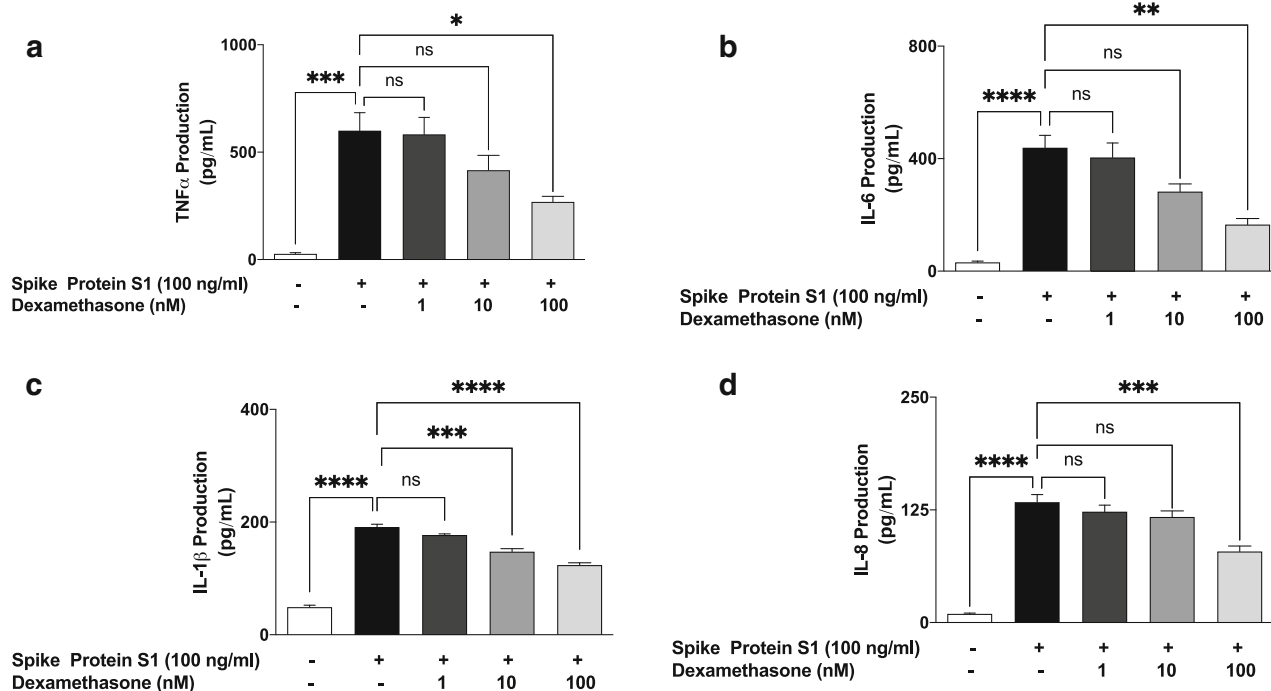 a
TNFα Production
(pg/mL)
1000
500
0
***
ns
ns
*
Spike Protein S1 (100 ng/ml) - + + + +
Dexamethasone (nM) - - 1 10 100
b
IL-6 Production
(pg/mL)
800
400
0
****
ns
ns
**
Spike Protein S1 (100 ng/ml) - + + + +
Dexamethasone (nM) - - 1 10 100
c
IL-1β Production
(pg/mL)
400
200
0
****
ns
***
****
Spike Protein S1 (100 ng/ml) - + + + +
Dexamethasone (nM) - - 1 10 100
d
IL-8 Production
(pg/mL)
250
125
0
****
ns
ns
***
Spike Protein S1 (100 ng/ml) - + + + +
Dexamethasone (nM) - - 1 10 100